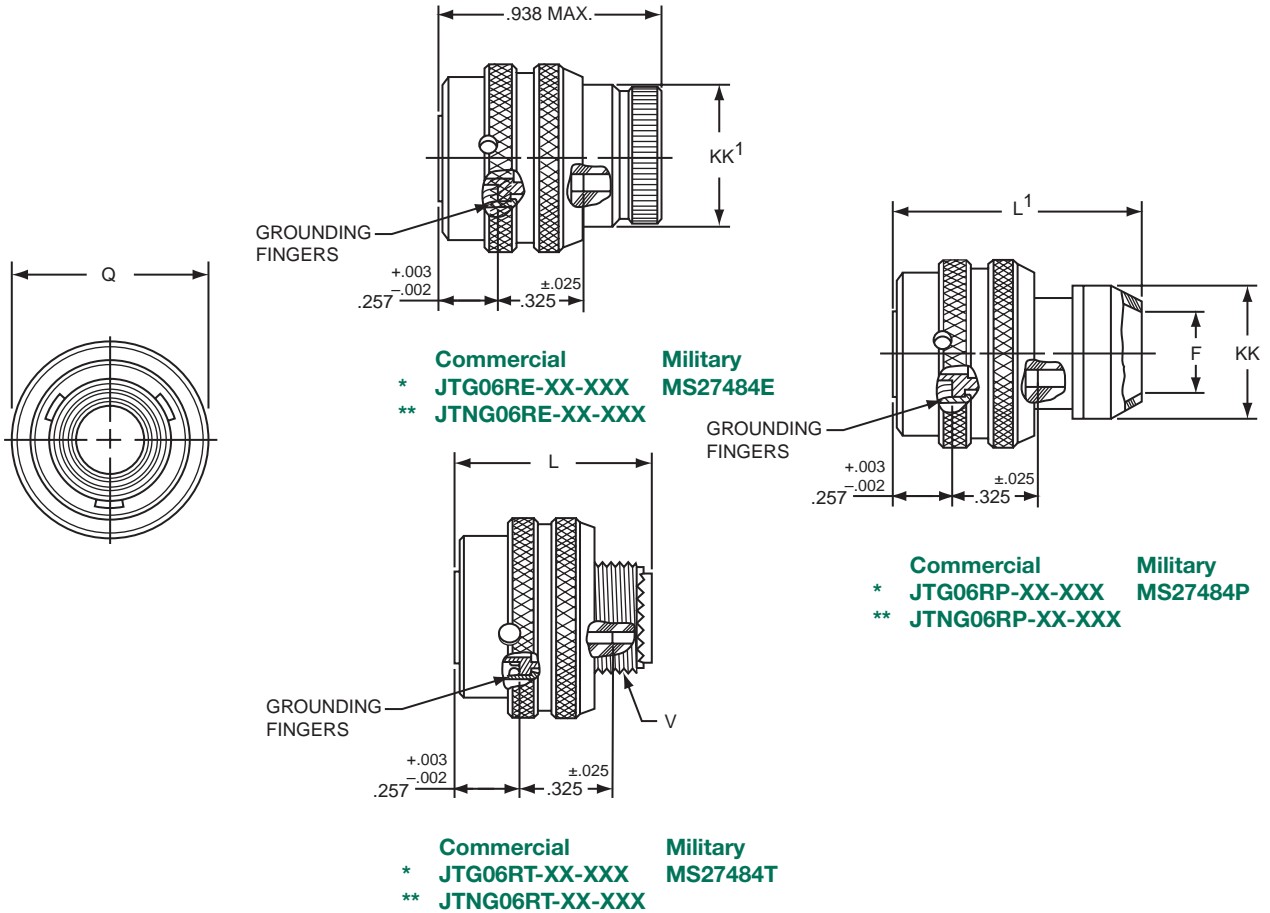 .938 MAX.
KK1
GROUNDING
FINGERS
+.003
–.002
.257
±.025
.325
Commercial Military
* JTG06RE-XX-XXX MS27484E
** JTNG06RE-XX-XXX
Q
L1
F
KK
GROUNDING
FINGERS
+.003
–.002
.257
±.025
.325
Commercial Military
* JTG06RP-XX-XXX MS27484P
** JTNG06RP-XX-XXX
L
GROUNDING
FINGERS
V
+.003
–.002
.257
±.025
.325
Commercial Military
* JTG06RT-XX-XXX MS27484T
** JTNG06RT-XX-XXX